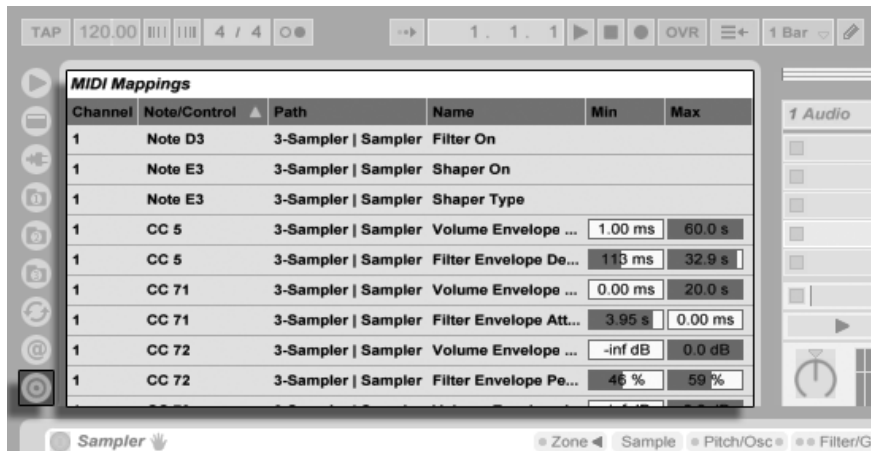 TAP 120.00 4 / 4 1. 1. 1 OVR 1 Bar
MIDI Mappings
Channel Note/Control Path Name Min Max
1 Note D3 3-Sampler | Sampler Filter On
1 Note E3 3-Sampler | Sampler Shaper On
1 Note E3 3-Sampler | Sampler Shaper Type
1 CC 5 3-Sampler | Sampler Volume Envelope ... 1.00 ms 60.0 s
1 CC 5 3-Sampler | Sampler Filter Envelope De... 113 ms 32.9 s
1 CC 71 3-Sampler | Sampler Volume Envelope ... 0.00 ms 20.0 s
1 CC 71 3-Sampler | Sampler Filter Envelope Att... 3.95 s 0.00 ms
1 CC 72 3-Sampler | Sampler Volume Envelope ... -inf dB 0.0 dB
1 CC 72 3-Sampler | Sampler Filter Envelope Pe... 46 % 59 %
1 Audio
1
2
3
@
Sampler Zone Sample Pitch/Osc Filter/G